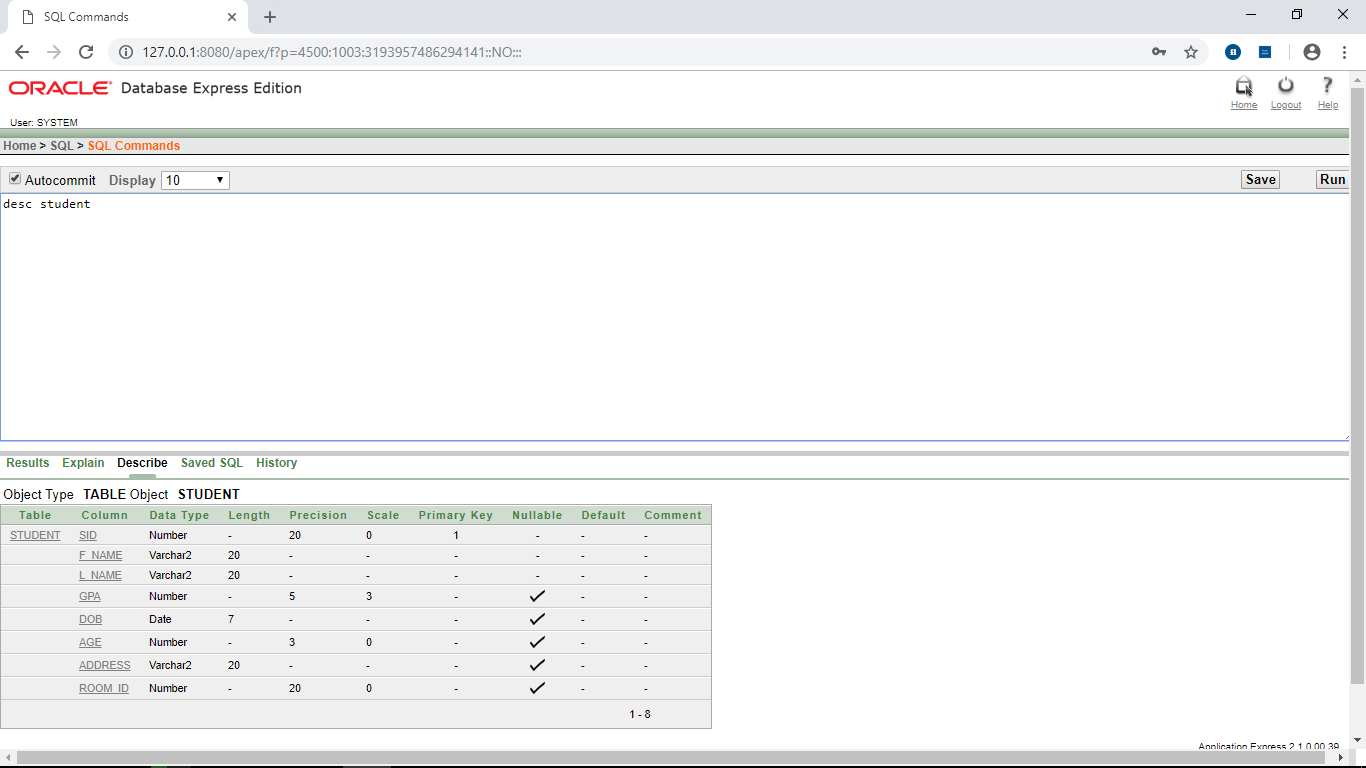 SQL Commands
127.0.0.1:8080/apex/f?p=4500:1003:3193957486294141::NO:::
ORACLE Database Express Edition
Home Logout Help
User: SYSTEM
Home > SQL > SQL Commands
Autocommit Display 10 Save Run
desc student
Results Explain Describe Saved SQL History
Object Type TABLE Object STUDENT
Table Column Data Type Length Precision Scale Primary Key Nullable Default Comment
STUDENT SID Number - 20 0 1 - - -
F_NAME Varchar2 20 - - - - - -
L_NAME Varchar2 20 - - - - - -
GPA Number - 5 3 - ✓ - -
DOB Date 7 - - - ✓ - -
AGE Number - 3 0 - ✓ - -
ADDRESS Varchar2 20 - - - ✓ - -
ROOM_ID Number - 20 0 - ✓ - -
1 - 8
Application Express 2.1.0.00.39